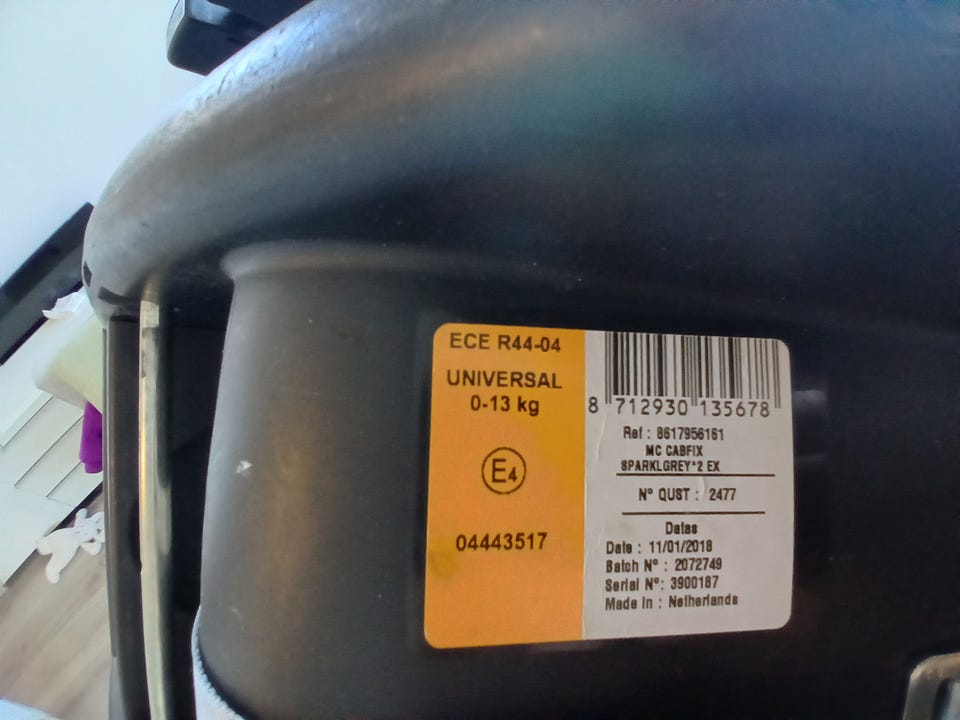 ECE R44-04
UNIVERSAL
0-13 kg
E4
04443517
8 712930 135678
Ref : 8617956161
MC CABFIX
SPARKLGREY*2 EX
N° QUST : 2477
Datas
Date : 11/01/2018
Batch N° : 2072749
Serial N° : 3900187
Made in : Netherlands